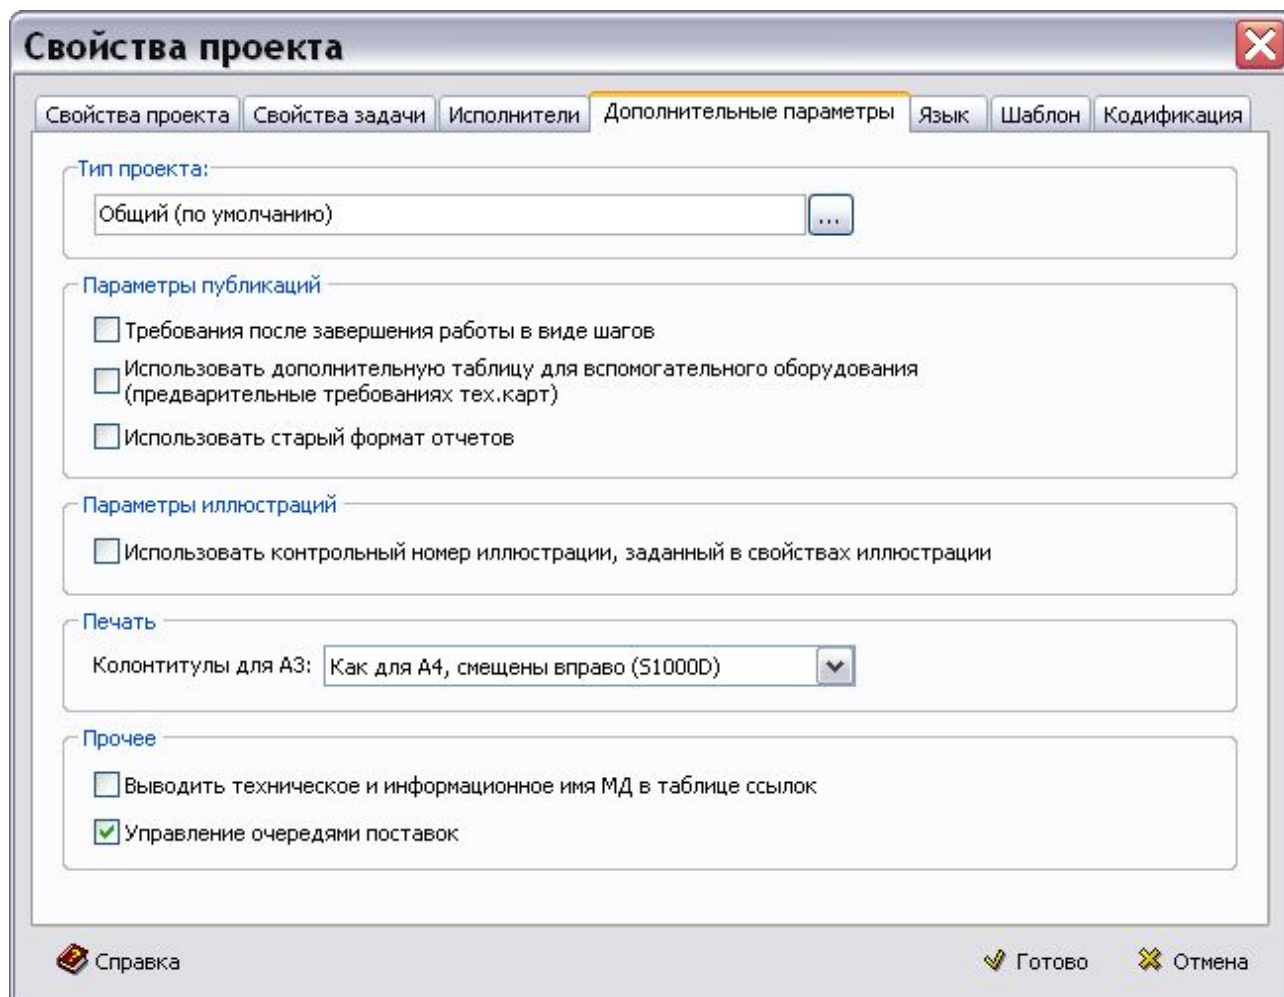 Свойства проекта
Свойства проекта Свойства задачи Исполнители Дополнительные параметры Язык Шаблон Кодификация
Тип проекта:
Общий (по умолчанию) ...
Параметры публикаций
Требования после завершения работы в виде шагов
Использовать дополнительную таблицу для вспомогательного оборудования
(предварительные требованиях тех.карт)
Использовать старый формат отчетов
Параметры иллюстраций
Использовать контрольный номер иллюстрации, заданный в свойствах иллюстрации
Печать
Колонтитулы для А3: Как для А4, смещены вправо (S1000D)
Прочее
Выводить техническое и информационное имя МД в таблице ссылок
Управление очередями поставок
Справка Готово Отмена